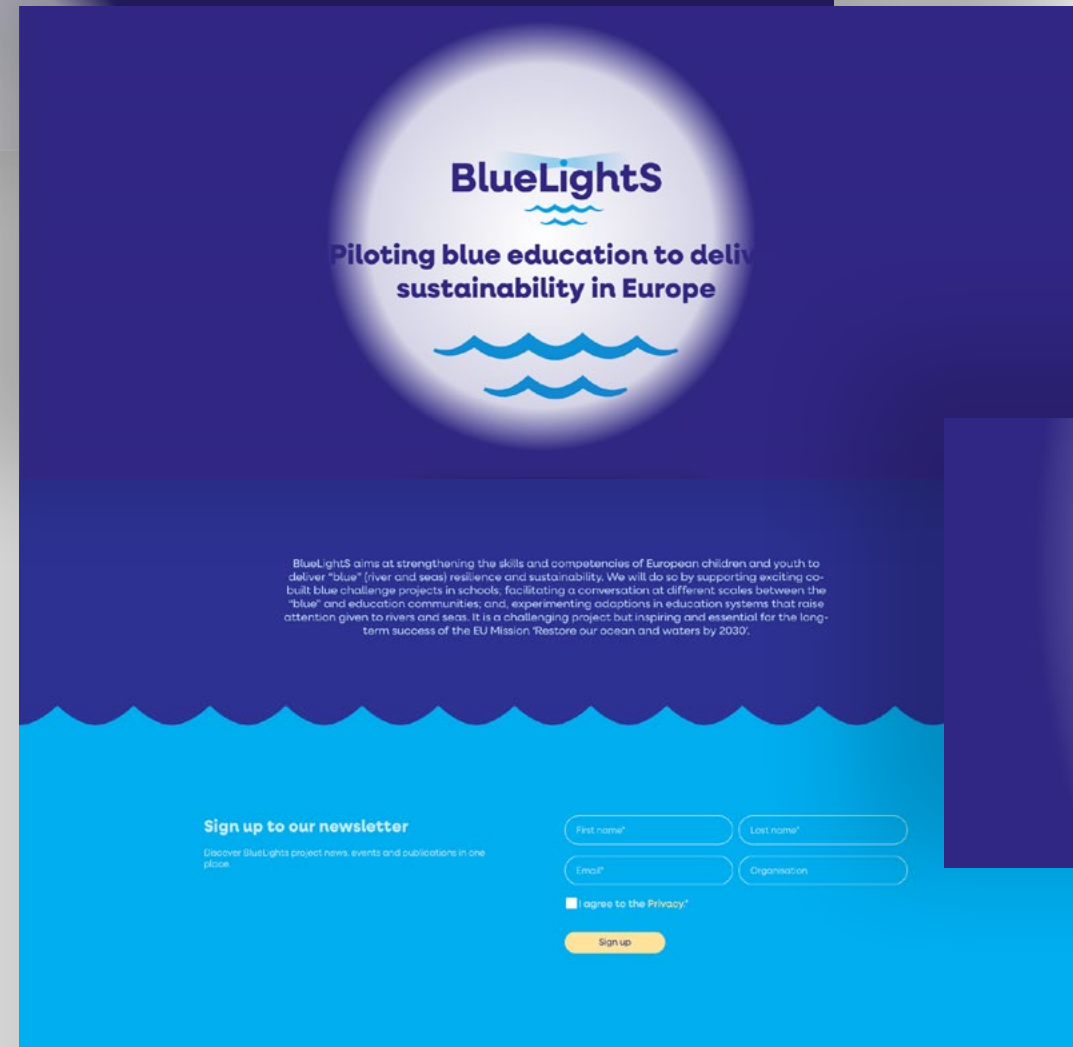 BlueLightS
Piloting blue education to deliv
sustainability in Europe
BlueLightS aims at strengthening the skills and competencies of European children and youth to
deliver "blue" (river and seas) resilience and sustainability. We will do so by supporting exciting co-
built blue challenge projects in schools; facilitating a conversation at different scales between the
"blue" and education communities; and, experimenting adaptions in education systems that raise
attention given to rivers and seas. It is a challenging project but inspiring and essential for the long-
term success of the EU Mission 'Restore our ocean and waters by 2030'.
Sign up to our newsletter
Discover BlueLights project news, events and publications in one
place.
First name* Last name*
Email* Organisation
I agree to the Privacy.*
Sign up